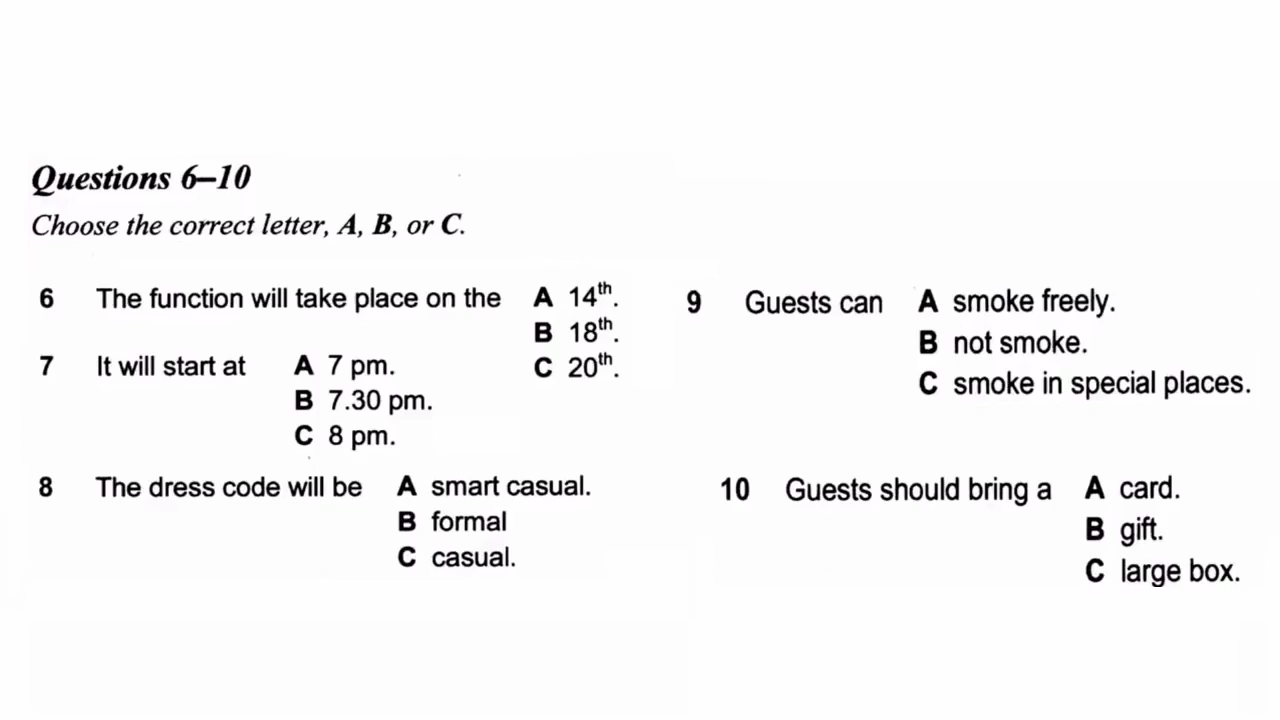 Questions 6–10
Choose the correct letter, A, B, or C.
6 The function will take place on the A 14th.
B 18th.
C 20th.
7 It will start at A 7 pm.
B 7.30 pm.
C 8 pm.
8 The dress code will be A smart casual.
B formal
C casual.
9 Guests can A smoke freely.
B not smoke.
C smoke in special places.
10 Guests should bring a A card.
B gift.
C large box.